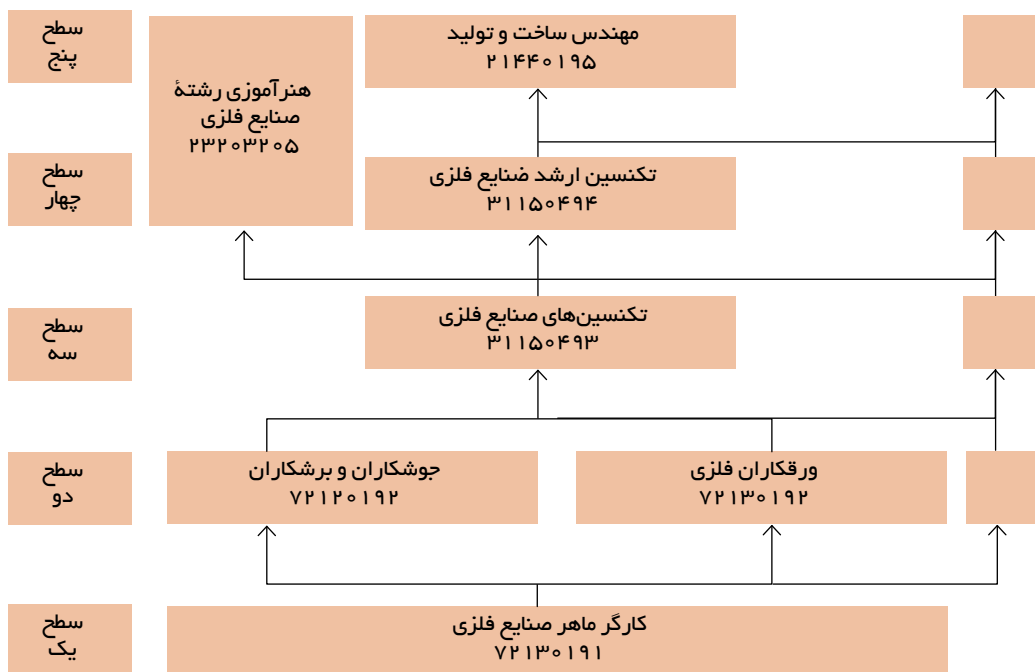 سطح
پنج
مهندس ساخت و تولید
۲۱۴۴۰۱۹۵
هنرآموزی رشتهٔ
صنایع فلزی
۲۳۲۰۳۲۰۵
سطح
چهار
تکنسین ارشد ضنایع فلزی
۳۱۱۵۰۴۹۴
سطح
سه
تکنسین‌های صنایع فلزی
۳۱۱۵۰۴۹۳
سطح
دو
ورقکاران فلزی
۷۲۱۳۰۱۹۲
جوشکاران و برشکاران
۷۲۱۲۰۱۹۲
سطح
یک
کارگر ماهر صنایع فلزی
۷۲۱۳۰۱۹۱